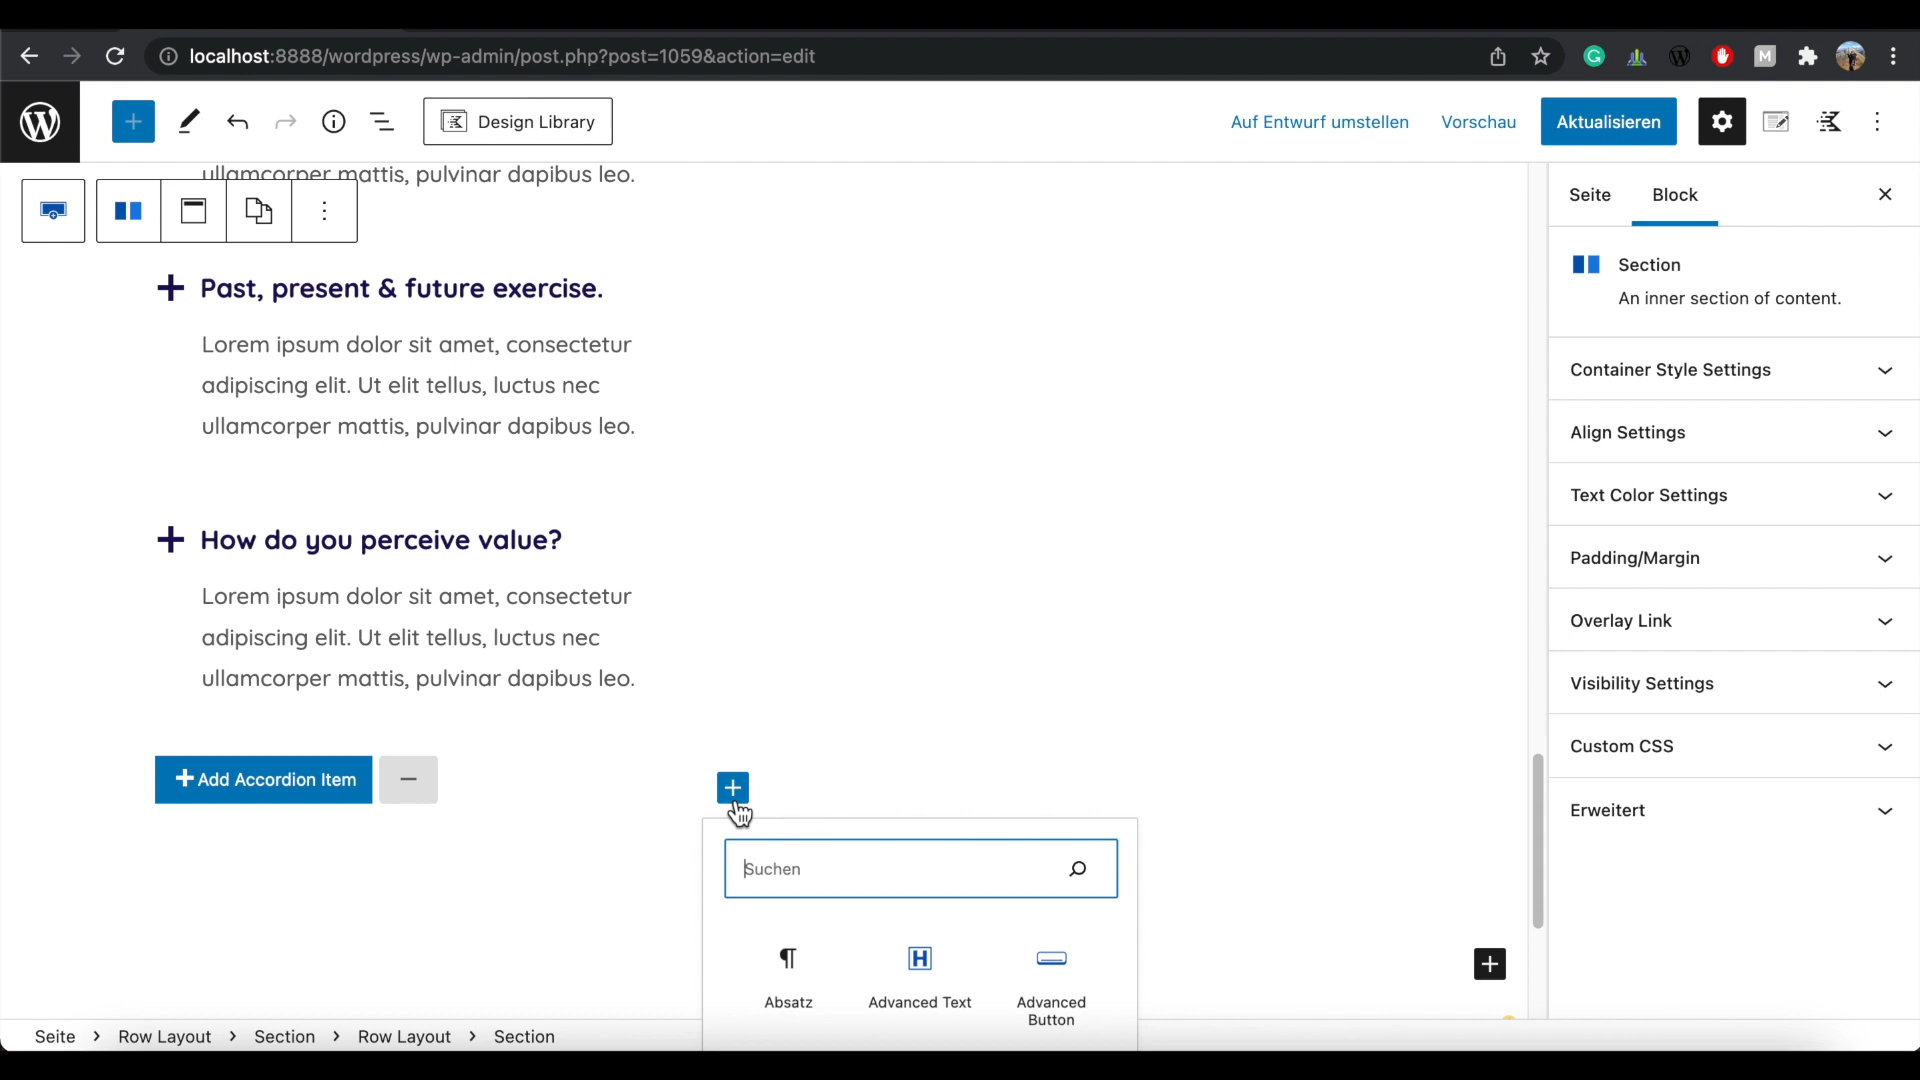 localhost:8888/wordpress/wp-admin/post.php?post=1059&action=edit
Design Library
Auf Entwurf umstellen
Vorschau
Aktualisieren
ullamcorper mattis, pulvinar dapibus leo.
Past, present & future exercise.
Lorem ipsum dolor sit amet, consectetur
adipiscing elit. Ut elit tellus, luctus nec
ullamcorper mattis, pulvinar dapibus leo.
How do you perceive value?
Lorem ipsum dolor sit amet, consectetur
adipiscing elit. Ut elit tellus, luctus nec
ullamcorper mattis, pulvinar dapibus leo.
Add Accordion Item
Suchen
Absatz
Advanced Text
Advanced
Button
Seite
Block
Section
An inner section of content.
Container Style Settings
Align Settings
Text Color Settings
Padding/Margin
Overlay Link
Visibility Settings
Custom CSS
Erweitert
Seite > Row Layout > Section > Row Layout > Section